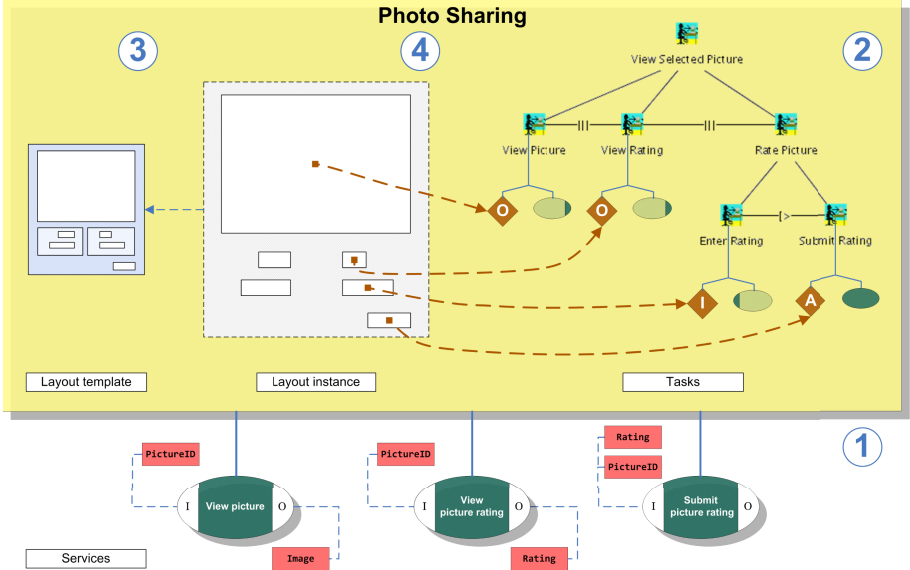 Photo Sharing
3
4
2
View Selected Picture
|||
|||
View Picture
View Rating
Rate Picture
O
O
[>
Enter Rating
Submit Rating
I
A
Layout template
Layout instance
Tasks
1
PictureID
PictureID
Rating
PictureID
I
View picture
O
I
View
picture rating
O
I
Submit
picture rating
O
Services
Image
Rating